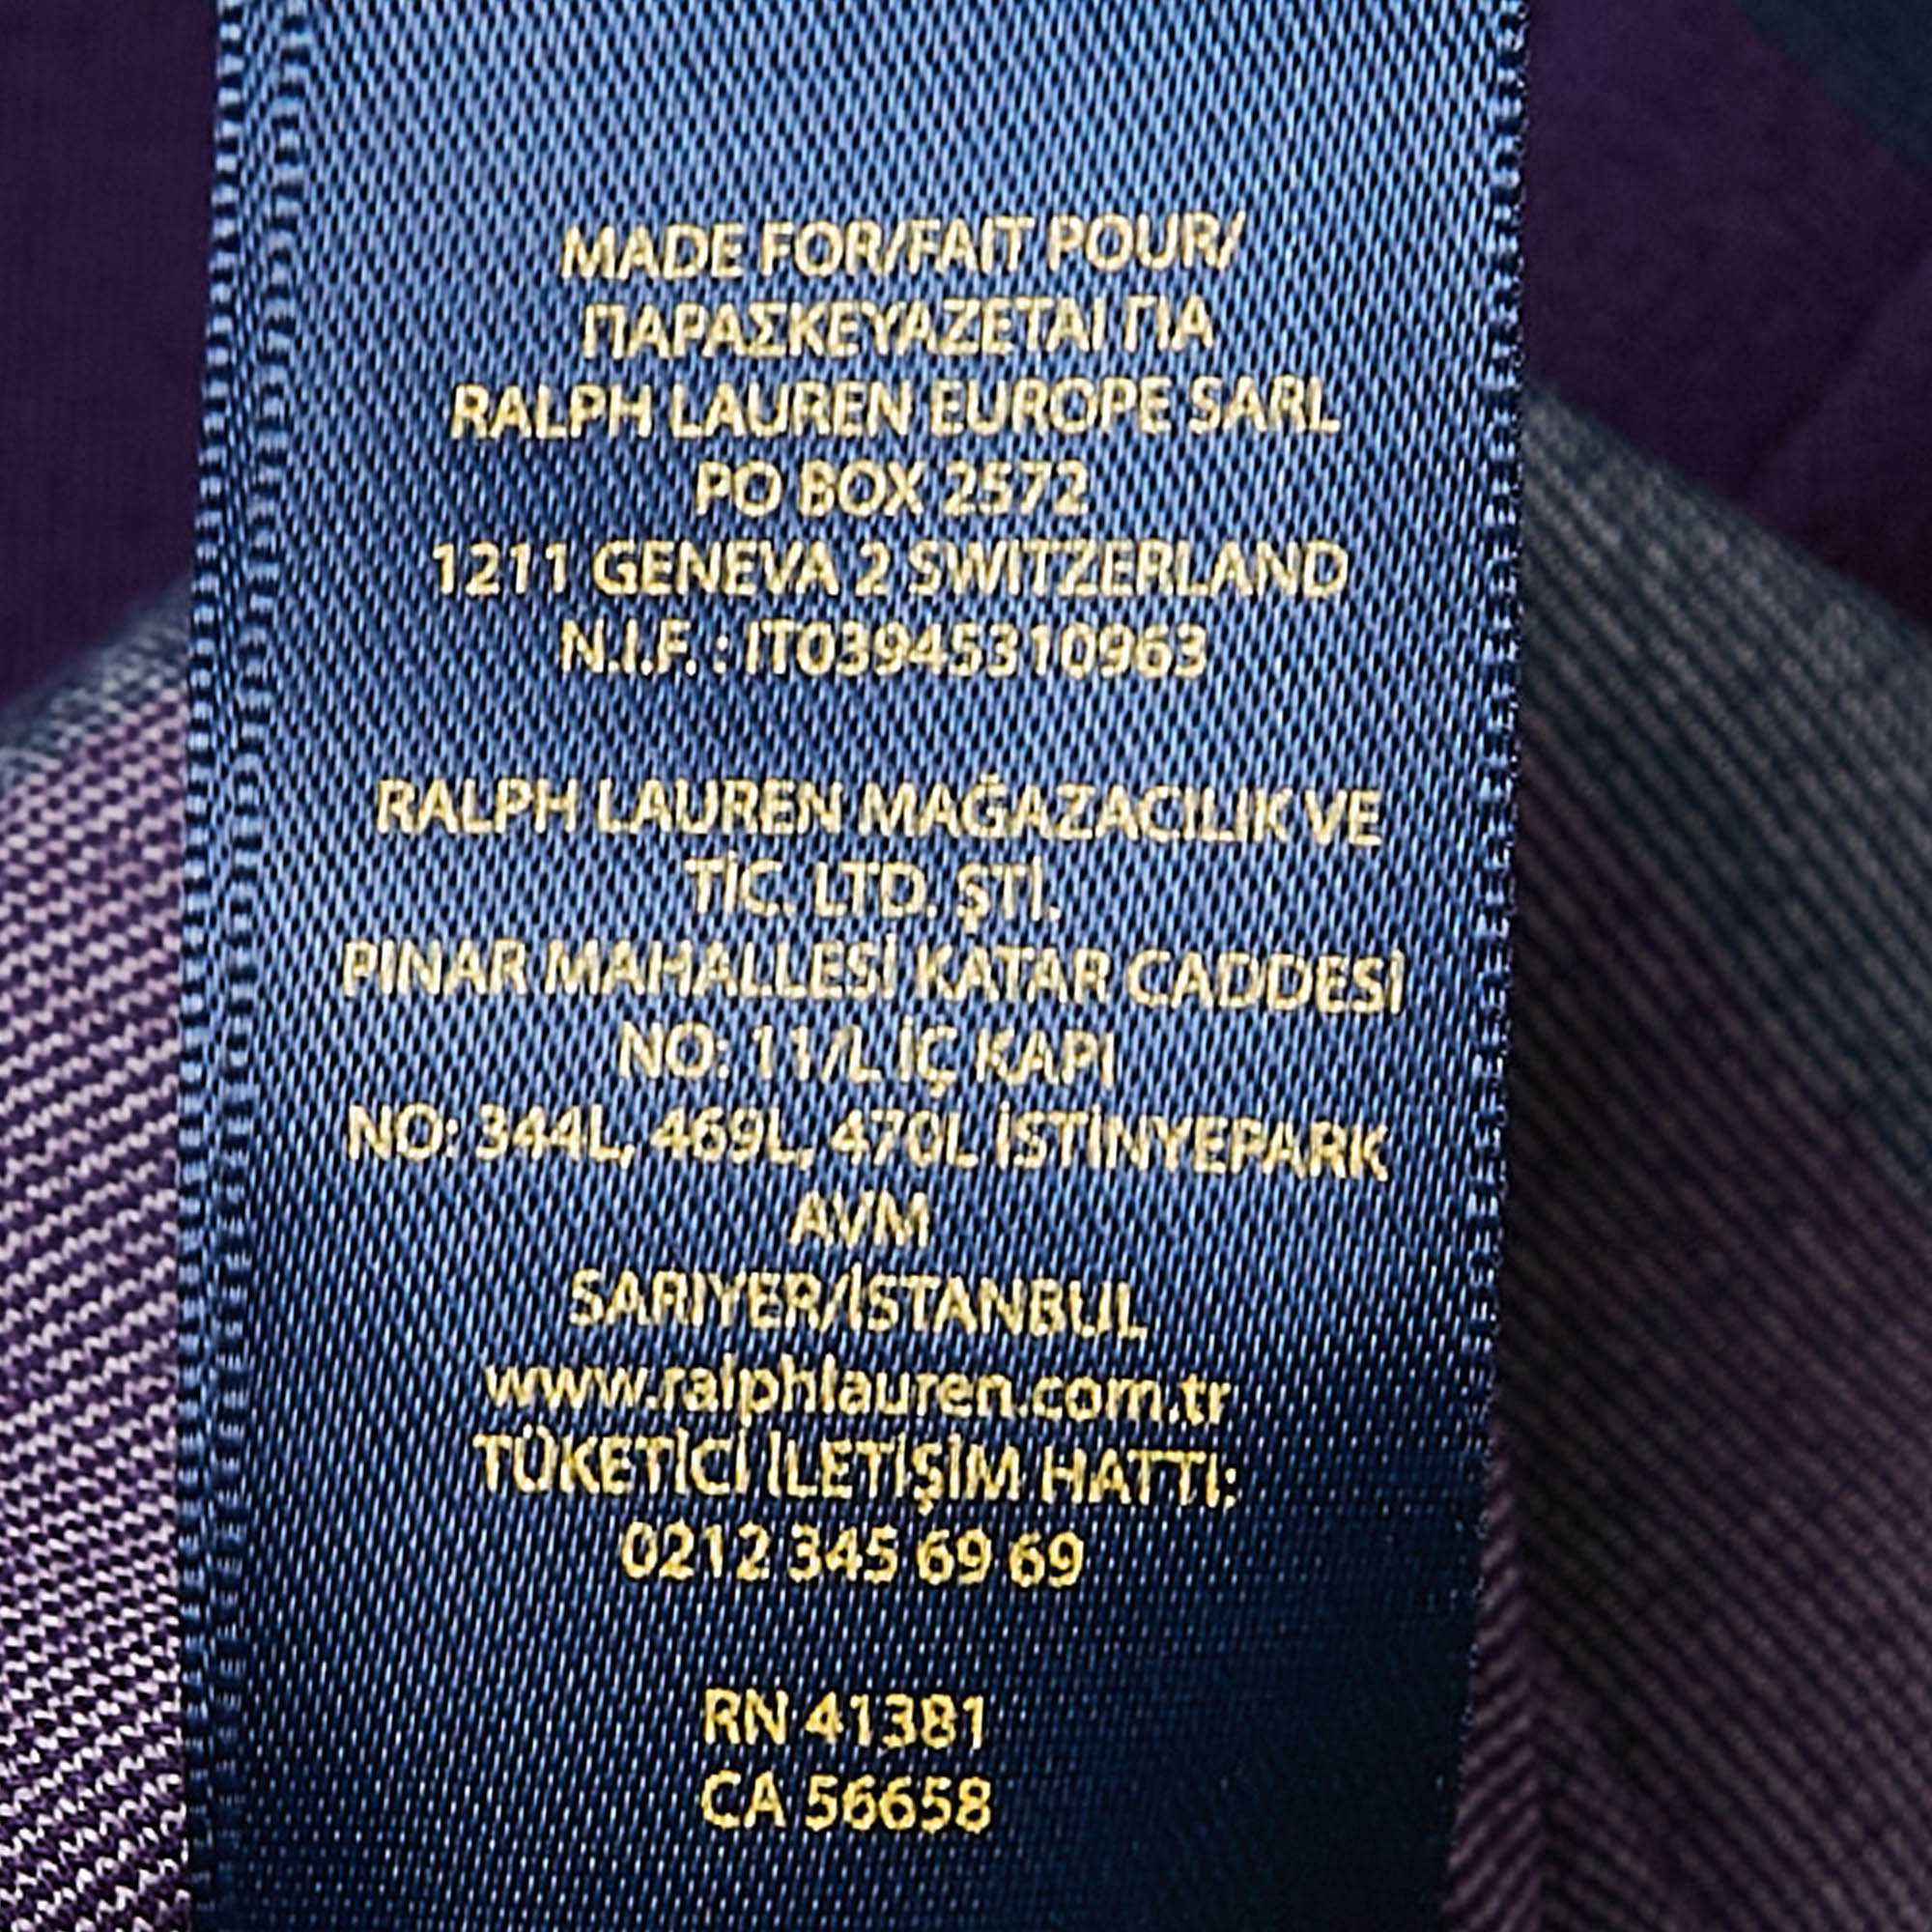 MADE FOR/FAIT POUR/
ΠΑΡΑΣΚΕΥΑΖΕΤΑΙ ΓΙΑ
RALPH LAUREN EUROPE SARL
PO BOX 2572
1211 GENEVA 2 SWITZERLAND
N.I.F. : IT03945310963
RALPH LAUREN MAĞAZACILIK VE
TİC. LTD. ŞTİ.
PINAR MAHALLESİ KATAR CADDESİ
NO: 11/L İÇ KAPI
NO: 344L, 469L, 470L İSTİNYEPARK
AVM
SARIYER/İSTANBUL
www.ralphlauren.com.tr
TÜKETİCİ İLETİŞİM HATTI:
0212 345 69 69
RN 41381
CA 56658